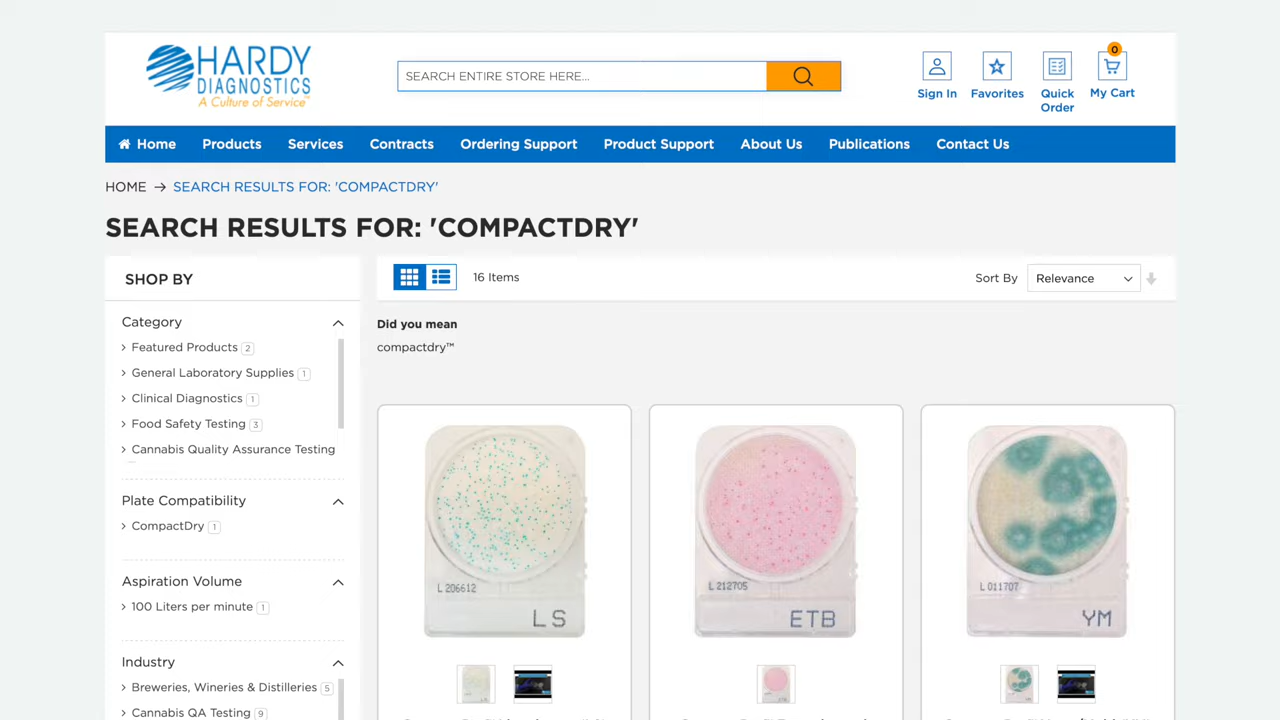 HARDY
DIAGNOSTICS
A Culture of Service™
SEARCH ENTIRE STORE HERE...
Sign In
Favorites
Quick
Order
0
My Cart
Home Products Services Contracts Ordering Support Product Support About Us Publications Contact Us
HOME → SEARCH RESULTS FOR: 'COMPACTDRY'
SEARCH RESULTS FOR: 'COMPACTDRY'
SHOP BY
16 Items
Sort By Relevance
Category
Featured Products 2
General Laboratory Supplies 1
Clinical Diagnostics 1
Food Safety Testing 3
Cannabis Quality Assurance Testing
Plate Compatibility
CompactDry 1
Aspiration Volume
100 Liters per minute 1
Industry
Breweries, Wineries & Distilleries 5
Cannabis QA Testing 9
Did you mean
compactdry™
L 206612
LS
L 212705
ETB
L 011707
YM